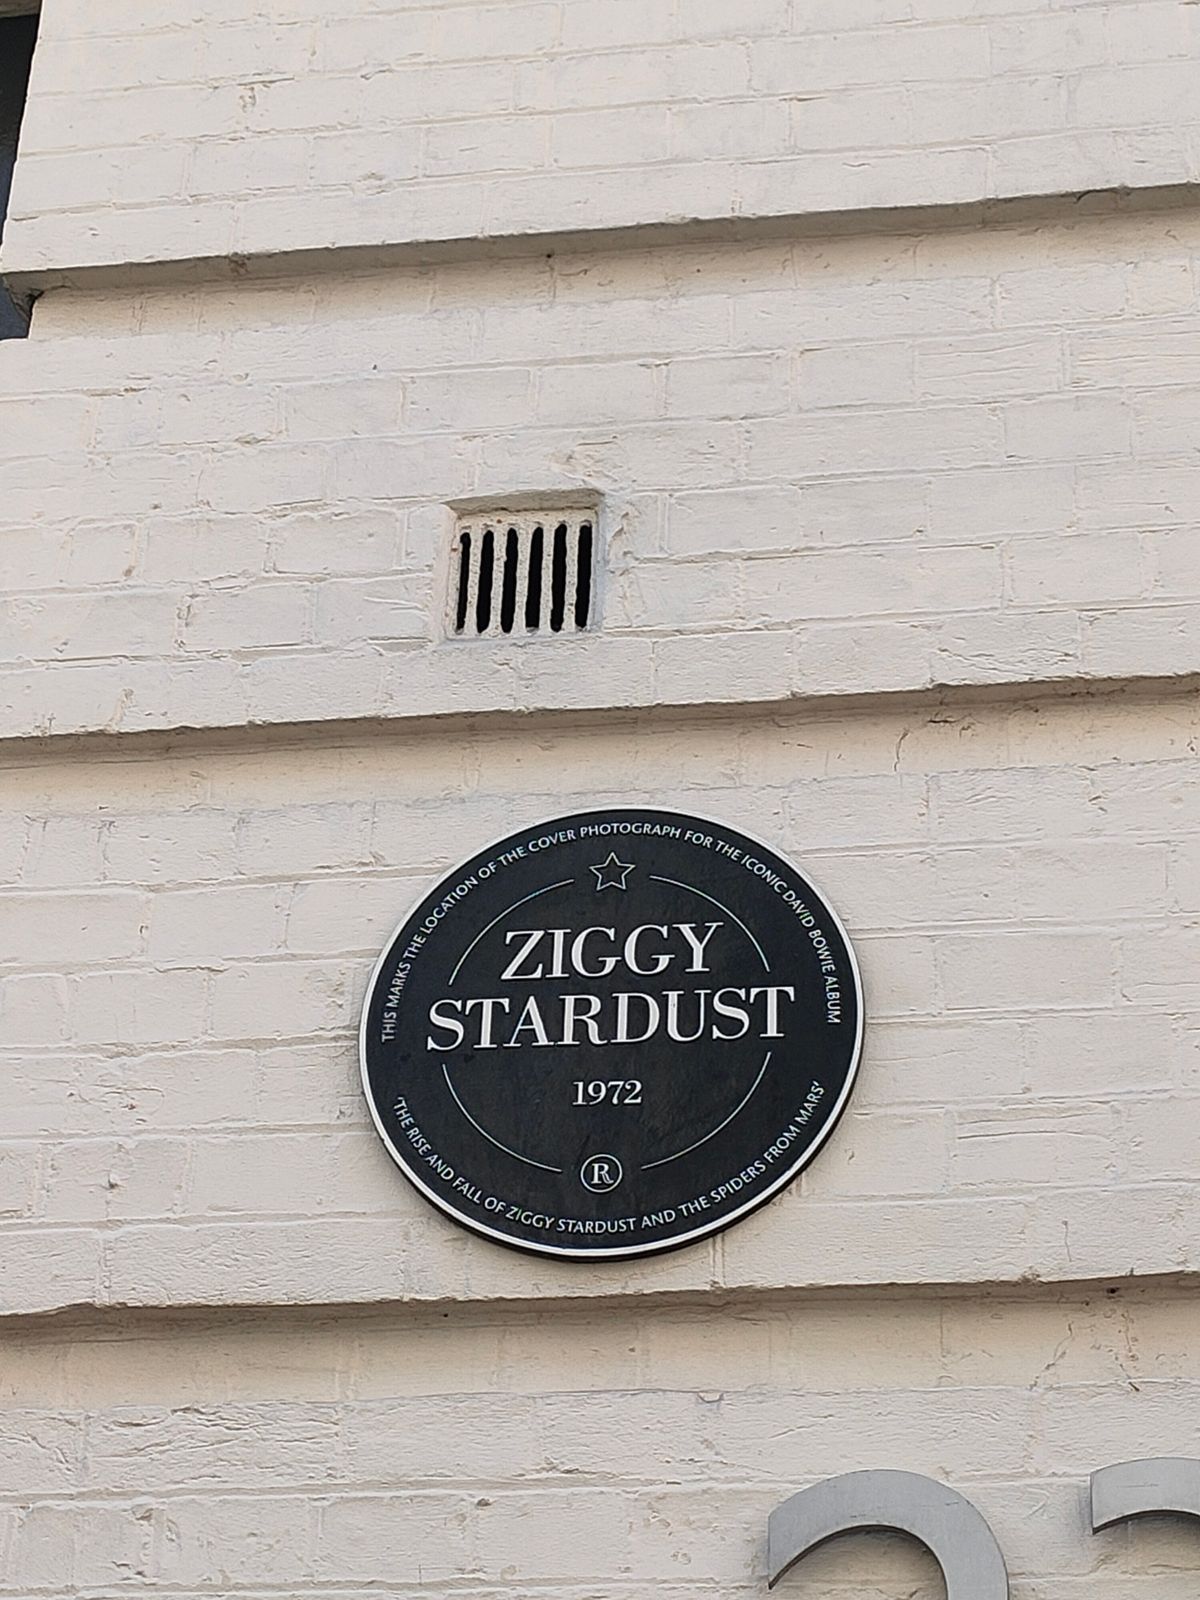 THIS MARKS THE LOCATION OF THE COVER PHOTOGRAPH FOR THE ICONIC DAVID BOWIE ALBUM
ZIGGY
STARDUST
1972
R
'THE RISE AND FALL OF ZIGGY STARDUST AND THE SPIDERS FROM MARS'